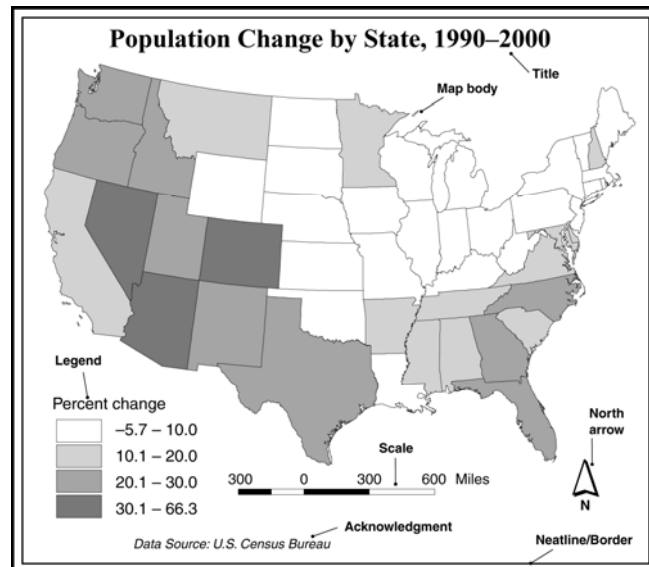 Population Change by State, 1990–2000
Title
Map body
Legend
Percent change
–5.7 – 10.0
10.1 – 20.0
20.1 – 30.0
30.1 – 66.3
Scale
300 0 300 600 Miles
North
arrow
N
Acknowledgment
Data Source: U.S. Census Bureau
Neatline/Border